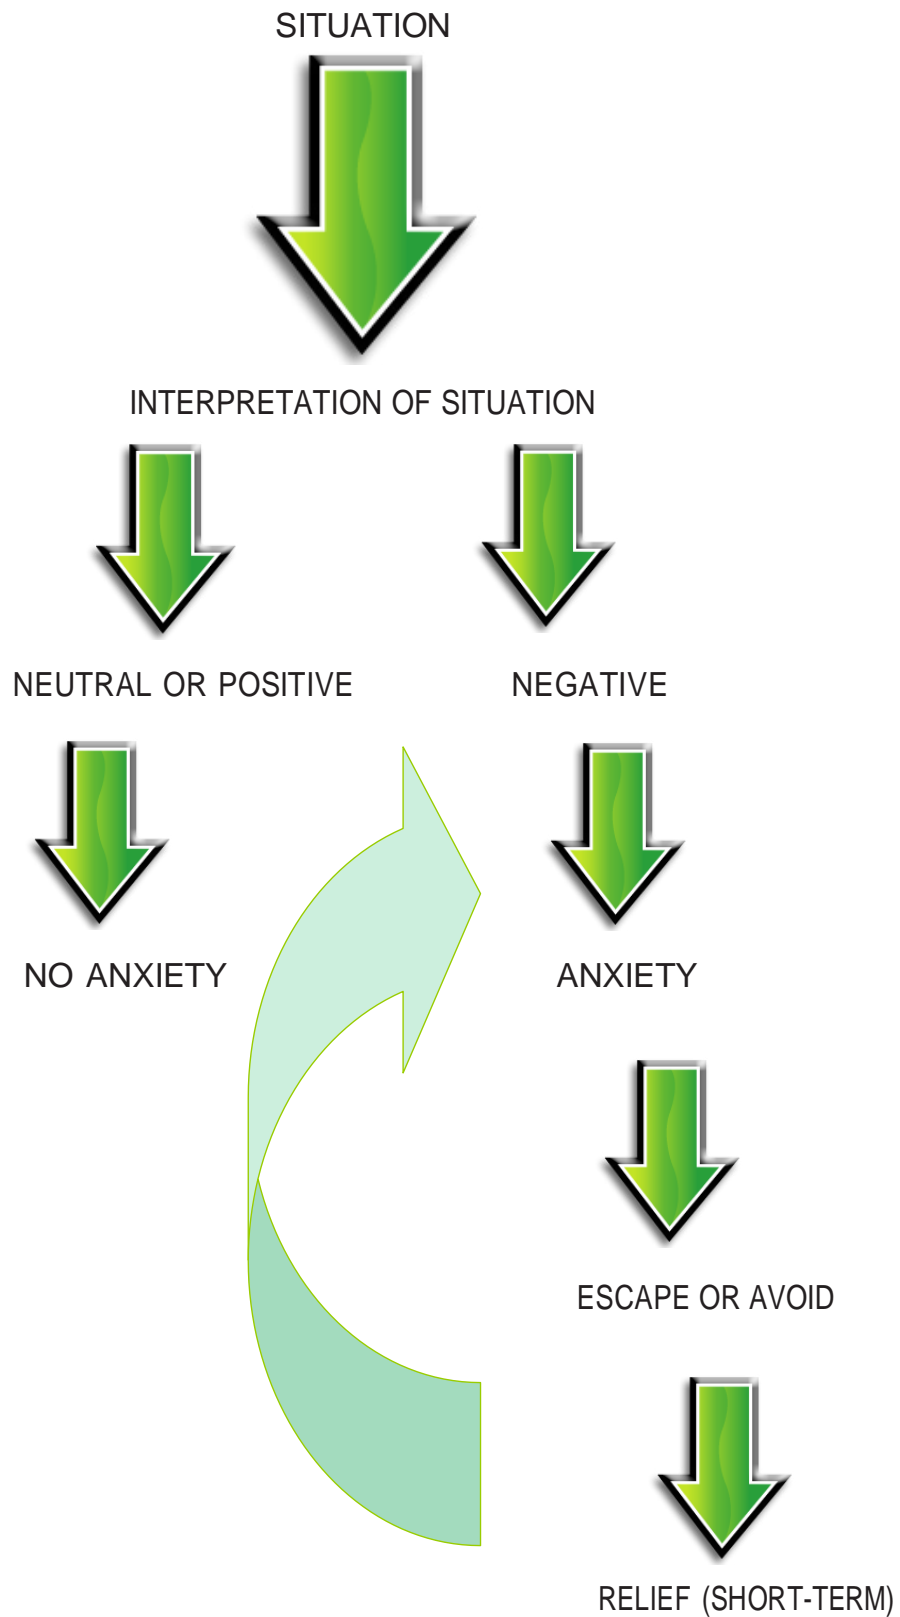 SITUATION
INTERPRETATION OF SITUATION
NEUTRAL OR POSITIVE
NEGATIVE
NO ANXIETY
ANXIETY
ESCAPE OR AVOID
RELIEF (SHORT-TERM)